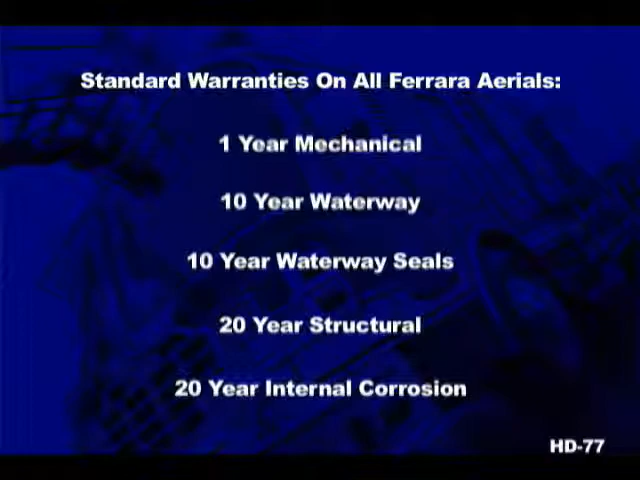 Standard Warranties On All Ferrara Aerials:
1 Year Mechanical
10 Year Waterway
10 Year Waterway Seals
20 Year Structural
20 Year Internal Corrosion
HD-77